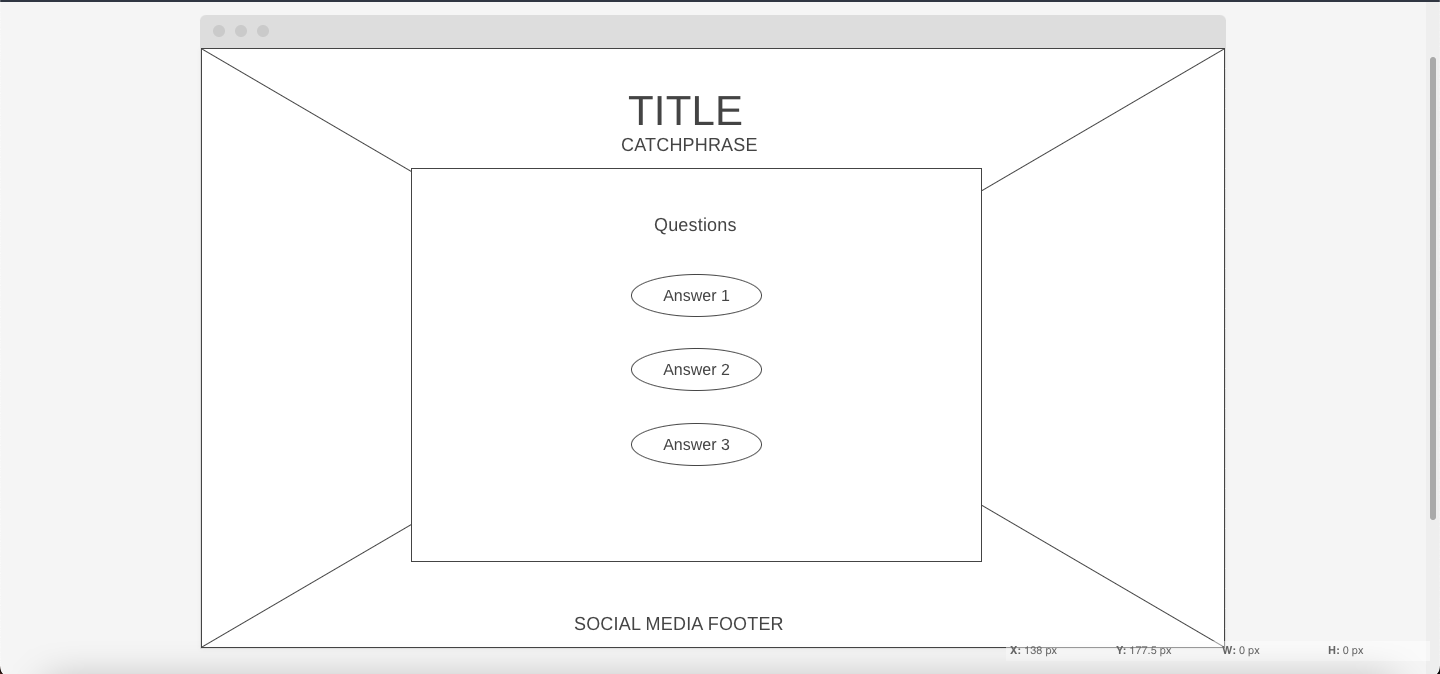 TITLE
CATCHPHRASE
Questions
Answer 1
Answer 2
Answer 3
SOCIAL MEDIA FOOTER
X: 138 px Y: 177.5 px W: 0 px H: 0 px